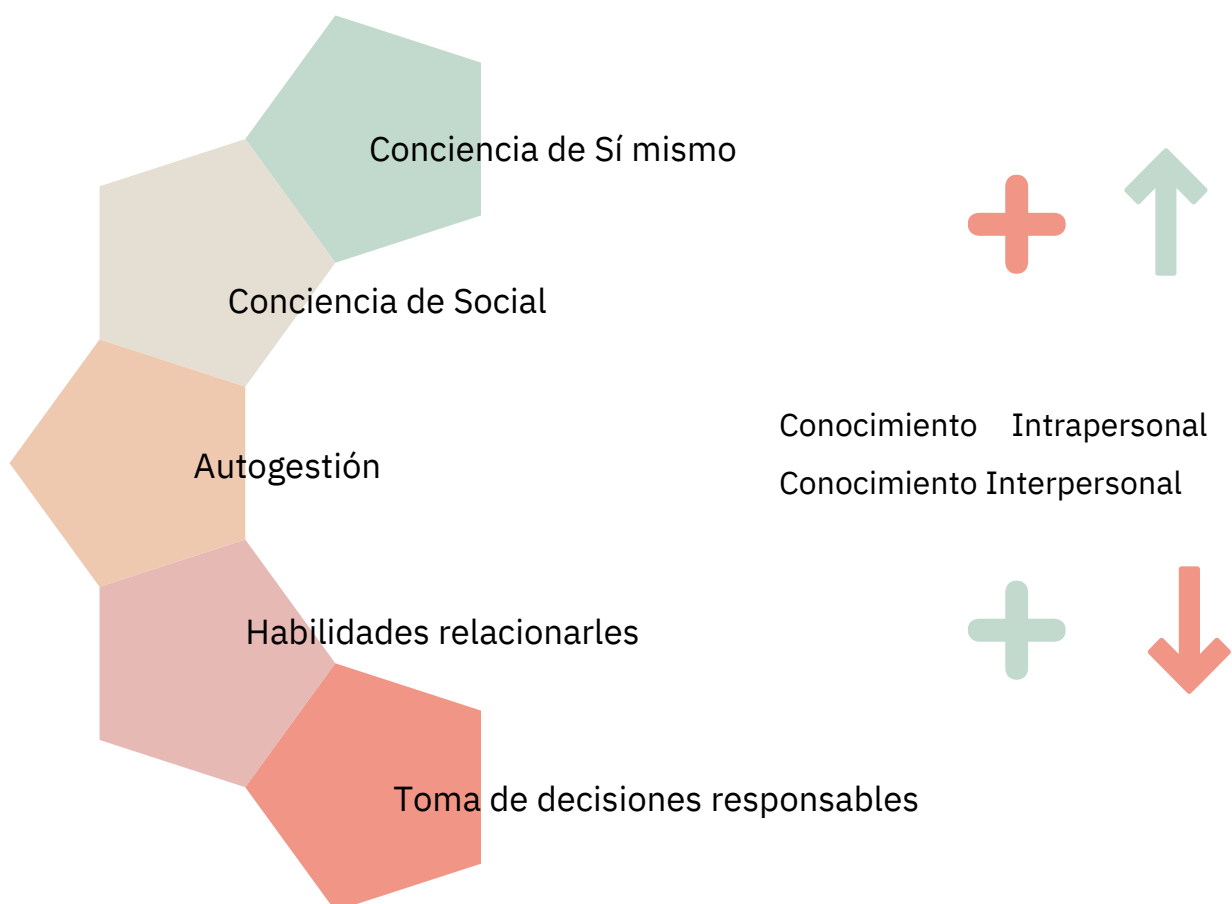 Conciencia de Sí mismo
Conciencia de Social
Conocimiento Intrapersonal
Autogestión
Conocimiento Interpersonal
Habilidades relacionarles
Toma de decisiones responsables